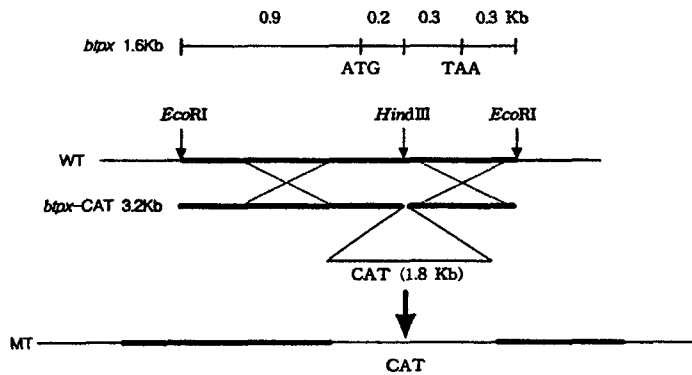 0.9 0.2 0.3 0.3 Kb
btpx 1.6Kb
ATG TAA
EcoRI HindIII EcoRI
WT
btpx-CAT 3.2Kb
CAT (1.8 Kb)
MT
CAT